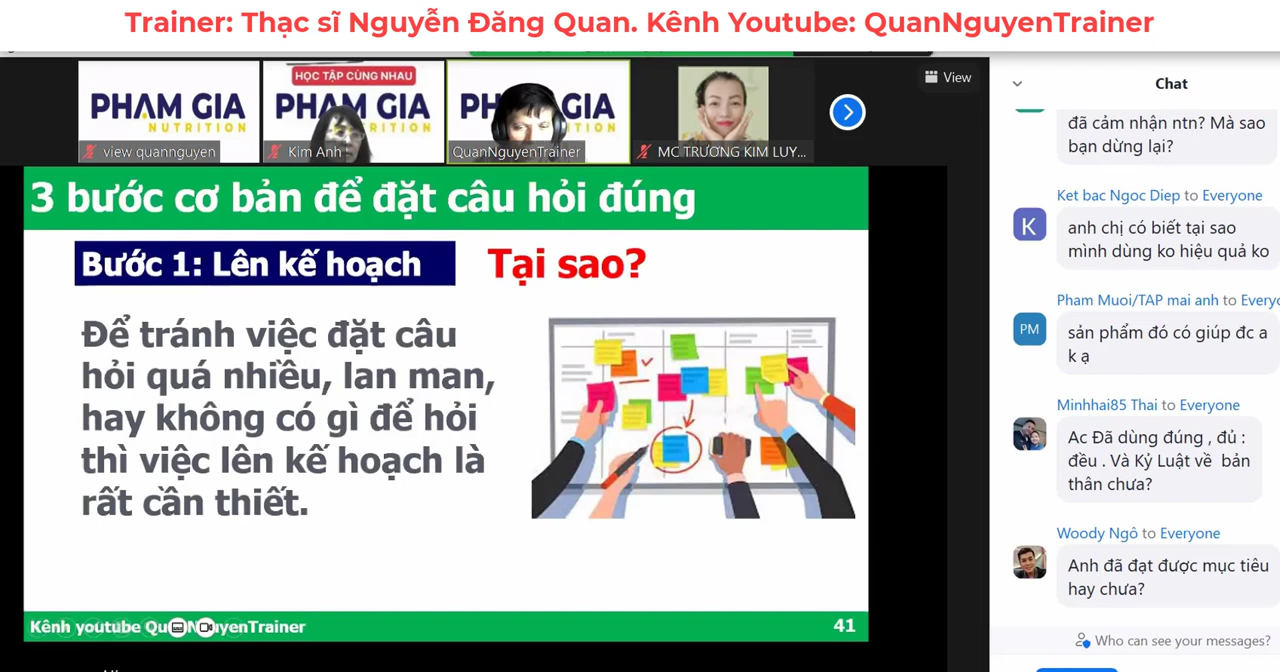 Trainer: Thạc sĩ Nguyễn Đăng Quan. Kênh Youtube: QuanNguyenTrainer
PHAM GIA
NUTRITION
view quannguyen
HỌC TẬP CÙNG NHAU
PHAM GIA
RITION
Kim Anh
PH GIA
TION
QuanNguyenTrainer
MC TRƯƠNG KIM LUY...
View
3 bước cơ bản để đặt câu hỏi đúng
Bước 1: Lên kế hoạch
Tại sao?
Để tránh việc đặt câu
hỏi quá nhiều, lan man,
hay không có gì để hỏi
thì việc lên kế hoạch là
rất cần thiết.
Kênh youtube Qu N uyenTrainer
41
Chat
đã cảm nhận ntn? Mà sao
bạn dừng lại?
Ket bac Ngoc Diep to Everyone
K
anh chị có biết tại sao
mình dùng ko hiệu quả ko
Pham Muoi/TAP mai anh to Everyo
PM
sản phẩm đó có giúp đc a
k ạ
Minhhai85 Thai to Everyone
Ac Đã dùng đúng , đủ :
đều . Và Kỷ Luật về bản
thân chưa?
Woody Ngô to Everyone
Anh đã đạt được mục tiêu
hay chưa?
Who can see your messages?